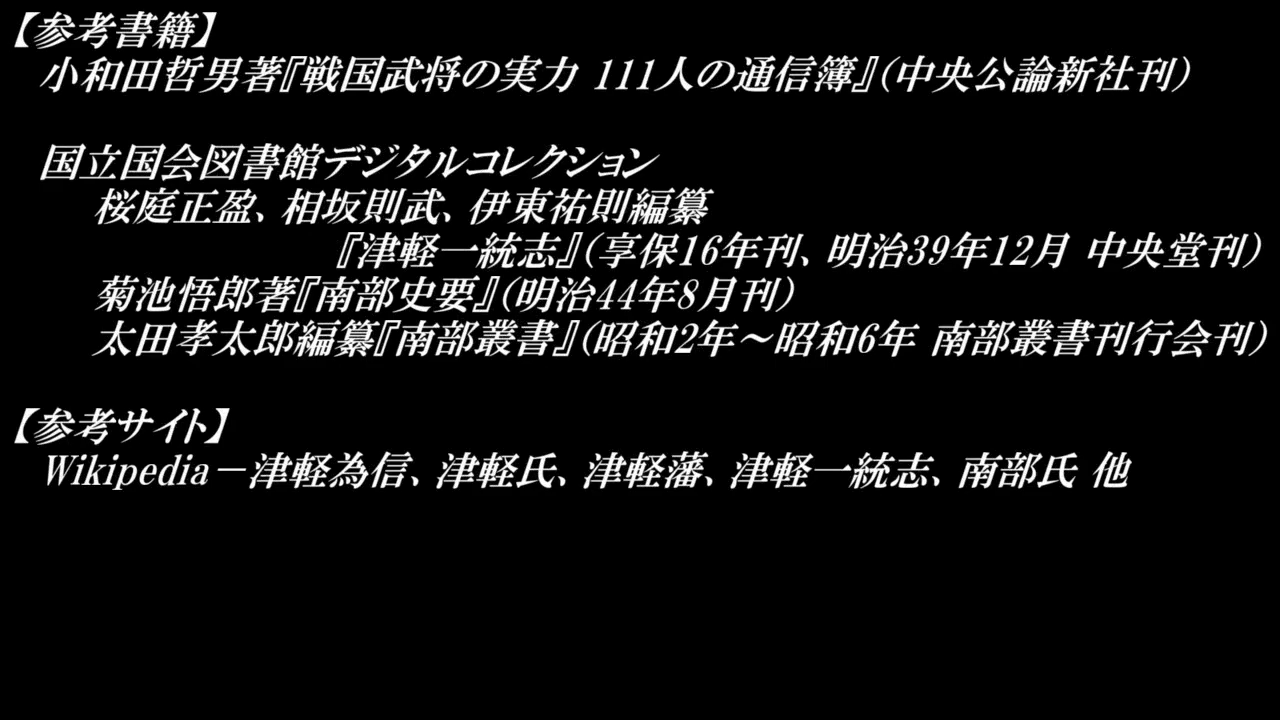 【参考書籍】
小和田哲男著『戦国武将の実力 111人の通信簿』(中央公論新社刊)
国立国会図書館デジタルコレクション
桜庭正盈、相坂則武、伊東祐則編纂
『津軽一統志』(享保16年刊、明治39年12月 中央堂刊)
菊池悟郎著『南部史要』(明治44年8月刊)
太田孝太郎編纂『南部叢書』(昭和2年～昭和6年 南部叢書刊行会刊)
【参考サイト】
Wikipedia－津軽為信、津軽氏、津軽藩、津軽一統志、南部氏 他